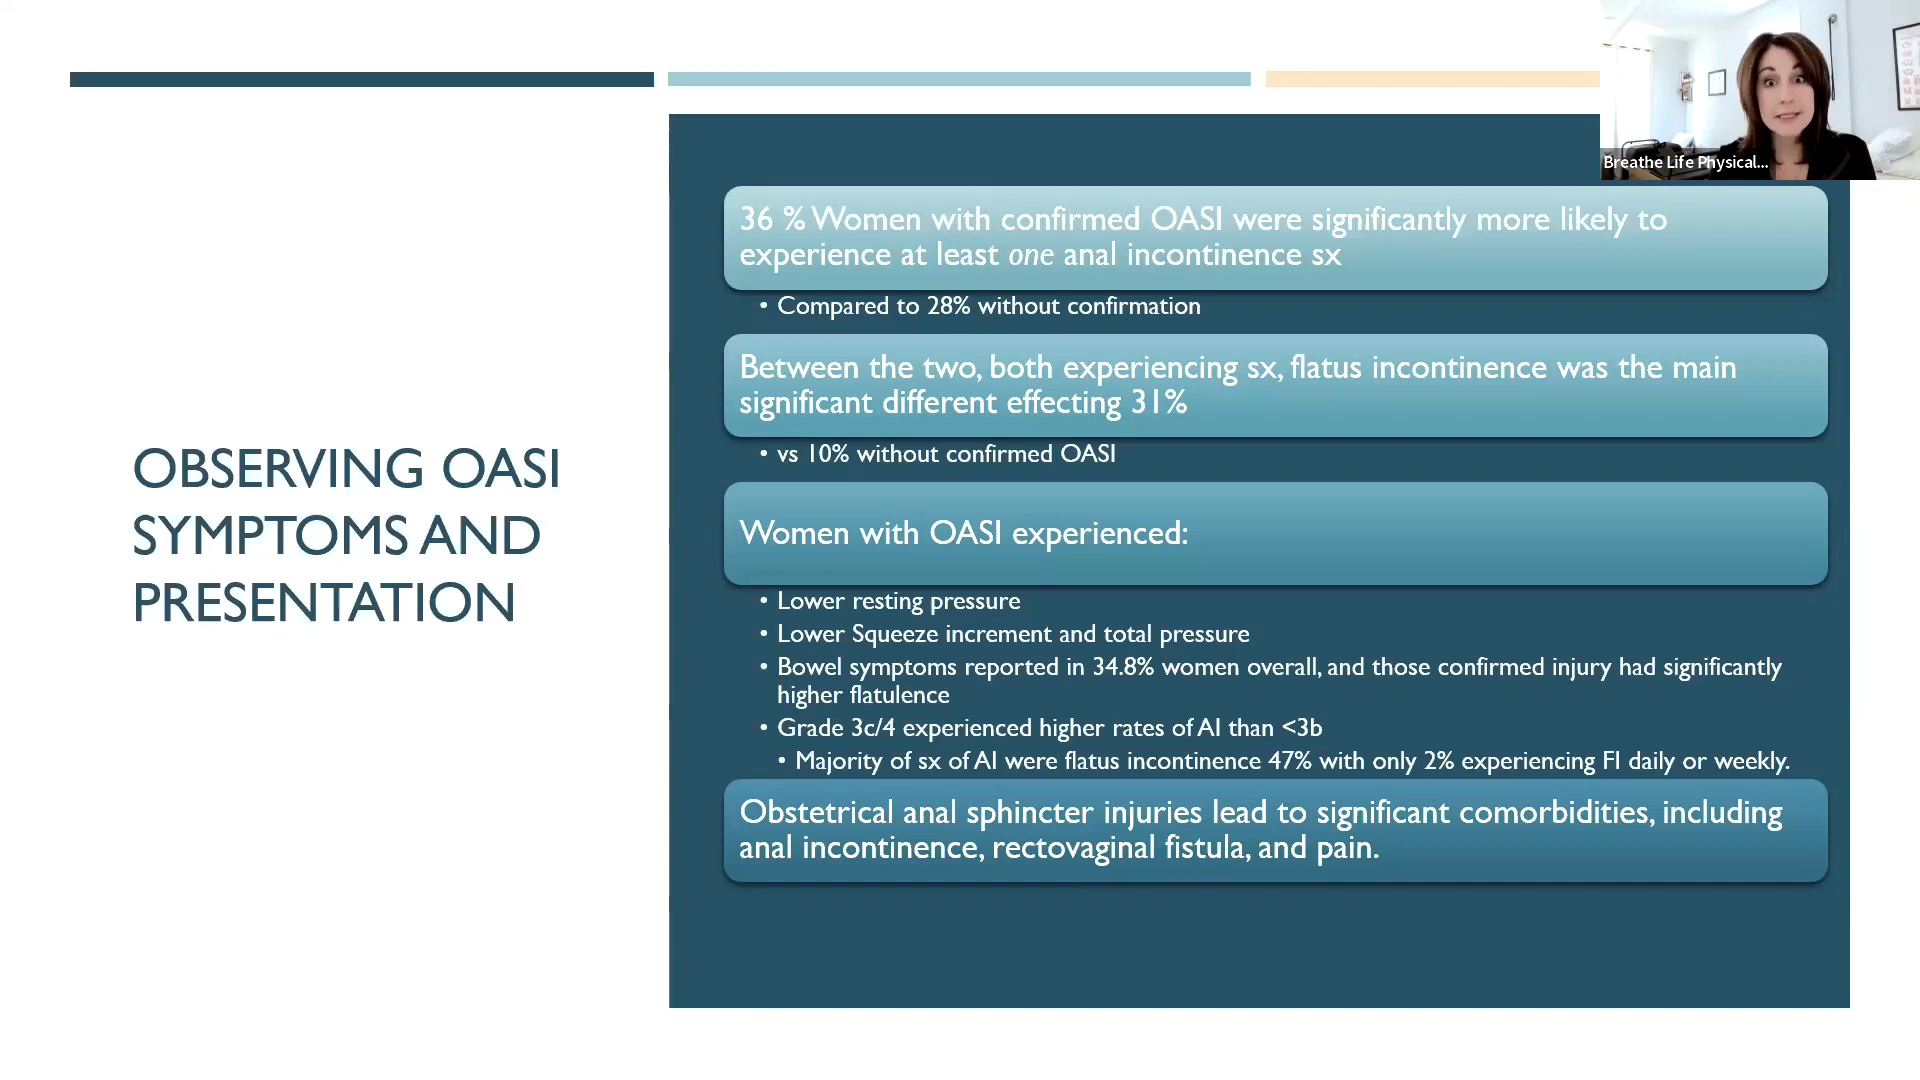 Breathe Life Physical...
OBSERVING OASI
SYMPTOMS AND
PRESENTATION
36 % Women with confirmed OASI were significantly more likely to
experience at least one anal incontinence sx
• Compared to 28% without confirmation
Between the two, both experiencing sx, flatus incontinence was the main
significant different effecting 31%
• vs 10% without confirmed OASI
Women with OASI experienced:
• Lower resting pressure
• Lower Squeeze increment and total pressure
• Bowel symptoms reported in 34.8% women overall, and those confirmed injury had significantly
higher flatulence
• Grade 3c/4 experienced higher rates of AI than <3b
• Majority of sx of AI were flatus incontinence 47% with only 2% experiencing FI daily or weekly.
Obstetrical anal sphincter injuries lead to significant comorbidities, including
anal incontinence, rectovaginal fistula, and pain.